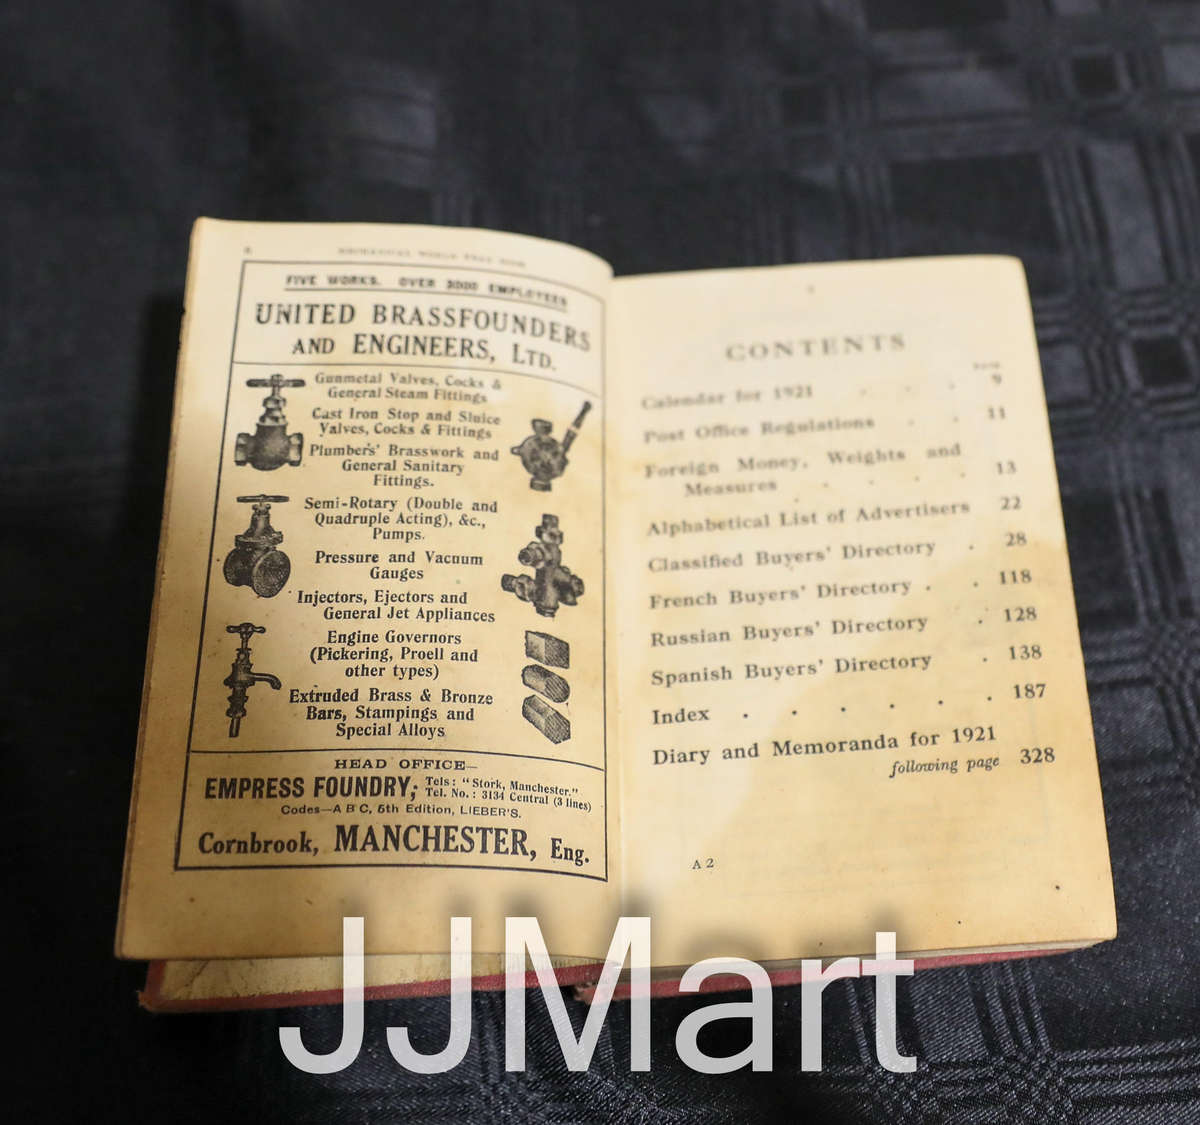 MECHANICAL WORLD YEAR BOOK
FIVE WORKS. OVER 3000 EMPLOYEES
UNITED BRASSFOUNDERS
AND ENGINEERS, LTD.
Gunmetal Valves, Cocks &
General Steam Fittings
Cast Iron Stop and Sluice
Valves, Cocks & Fittings
Plumbers' Brasswork and
General Sanitary
Fittings.
Semi-Rotary (Double and
Quadruple Acting), &c.,
Pumps.
Pressure and Vacuum
Gauges
Injectors, Ejectors and
General Jet Appliances
Engine Governors
(Pickering, Proell and
other types)
Extruded Brass & Bronze
Bars, Stampings and
Special Alloys
HEAD OFFICE—
EMPRESS FOUNDRY; Tels: "Stork, Manchester."
Tel. No.: 3134 Central (3 lines)
Codes—A B C, 5th Edition, LIEBER'S.
Cornbrook, MANCHESTER, Eng.
CONTENTS
PAGE
Calendar for 1921 . . . 9
Post Office Regulations . . 11
Foreign Money, Weights and
Measures . . . . 13
Alphabetical List of Advertisers 22
Classified Buyers' Directory . 28
French Buyers' Directory . . 118
Russian Buyers' Directory . 128
Spanish Buyers' Directory . 138
Index . . . . . . 187
Diary and Memoranda for 1921
following page 328
A 2
JJMart